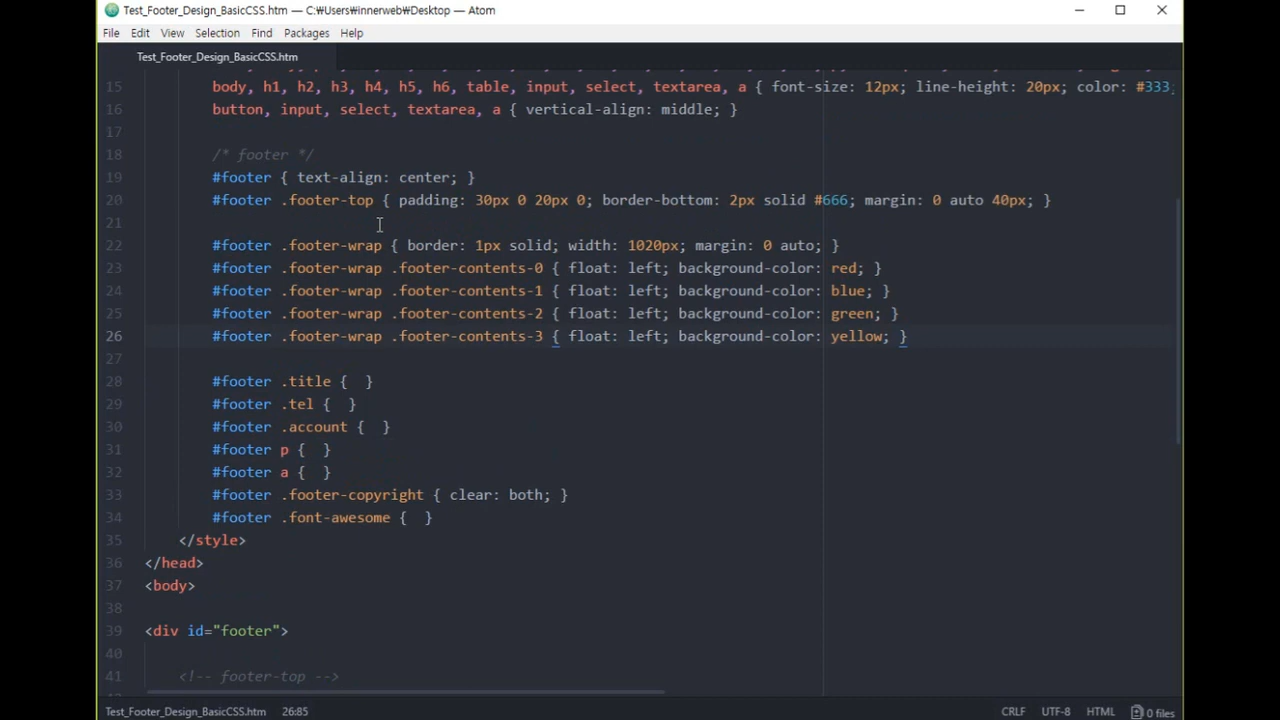 Test_Footer_Design_BasicCSS.htm — C:₩Users₩innerweb₩Desktop — Atom
File Edit View Selection Find Packages Help
Test_Footer_Design_BasicCSS.htm
15 body, h1, h2, h3, h4, h5, h6, table, input, select, textarea, a { font-size: 12px; line-height: 20px; color: #333;
16 button, input, select, textarea, a { vertical-align: middle; }
17
18 /* footer */
19 #footer { text-align: center; }
20 #footer .footer-top { padding: 30px 0 20px 0; border-bottom: 2px solid #666; margin: 0 auto 40px; }
21
22 #footer .footer-wrap { border: 1px solid; width: 1020px; margin: 0 auto; }
23 #footer .footer-wrap .footer-contents-0 { float: left; background-color: red; }
24 #footer .footer-wrap .footer-contents-1 { float: left; background-color: blue; }
25 #footer .footer-wrap .footer-contents-2 { float: left; background-color: green; }
26 #footer .footer-wrap .footer-contents-3 { float: left; background-color: yellow; }
27
28 #footer .title {  }
29 #footer .tel {  }
30 #footer .account {  }
31 #footer p {  }
32 #footer a {  }
33 #footer .footer-copyright { clear: both; }
34 #footer .font-awesome {  }
35 </style>
36 </head>
37 <body>
38
39 <div id="footer">
40
41 <!-- footer-top -->
Test_Footer_Design_BasicCSS.htm 26:85 CRLF UTF-8 HTML 0 files